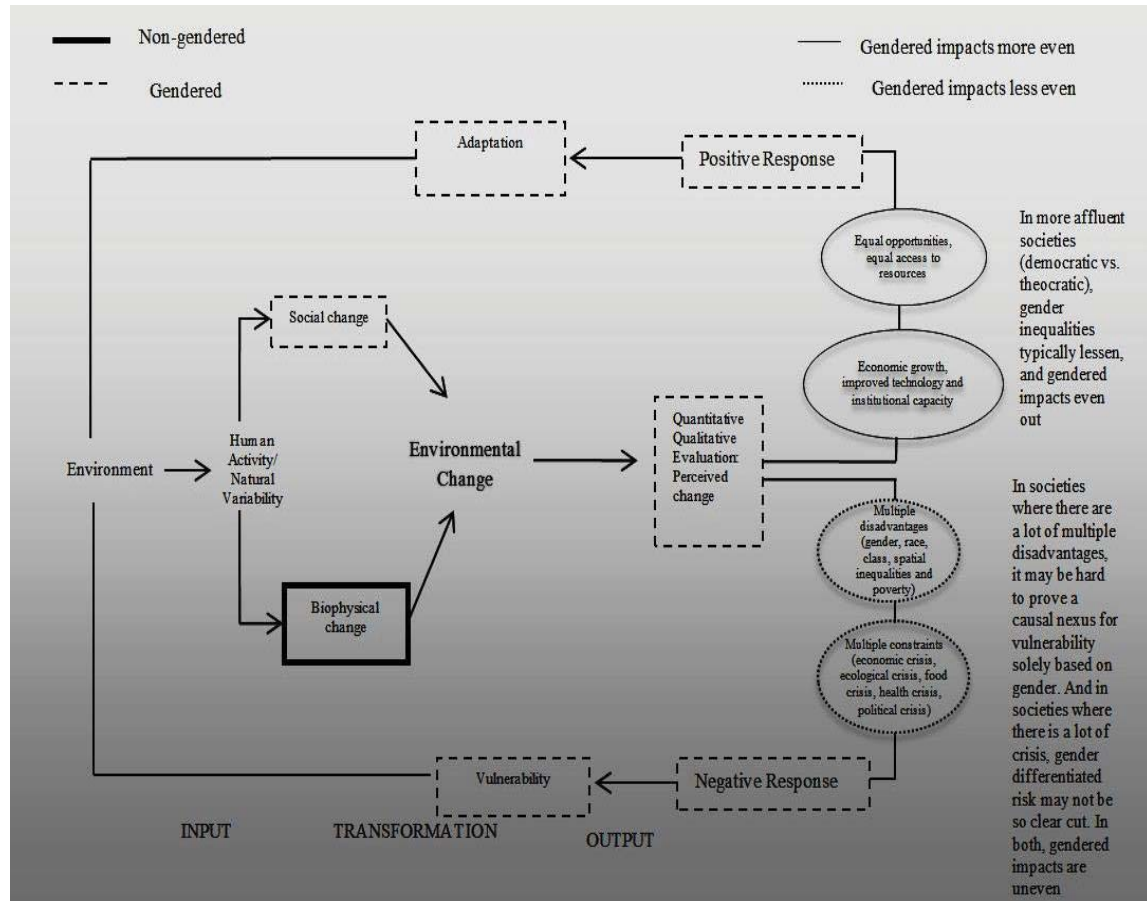 Non-gendered
Gendered
Gendered impacts more even
Gendered impacts less even
Adaptation
Positive Response
Equal opportunities,
equal access to
resources
In more affluent
societies
(democratic vs.
theocratic),
gender
inequalities
typically lessen,
and gendered
impacts even
out
Social change
Economic growth,
improved technology and
institutional capacity
Environment
Human
Activity/
Natural
Variability
Environmental
Change
Quantitative
Qualitative
Evaluation:
Perceived
change
Multiple
disadvantages
(gender, race,
class, spatial
inequalities and
poverty)
Biophysical
change
Multiple constraints
(economic crisis,
ecological crisis, food
crisis, health crisis,
political crisis)
In societies
where there are
a lot of multiple
disadvantages,
it may be hard
to prove a
causal nexus for
vulnerability
solely based on
gender. And in
societies where
there is a lot of
crisis, gender
differentiated
risk may not be
so clear cut. In
both, gendered
impacts are
uneven
Vulnerability
Negative Response
INPUT
TRANSFORMATION
OUTPUT